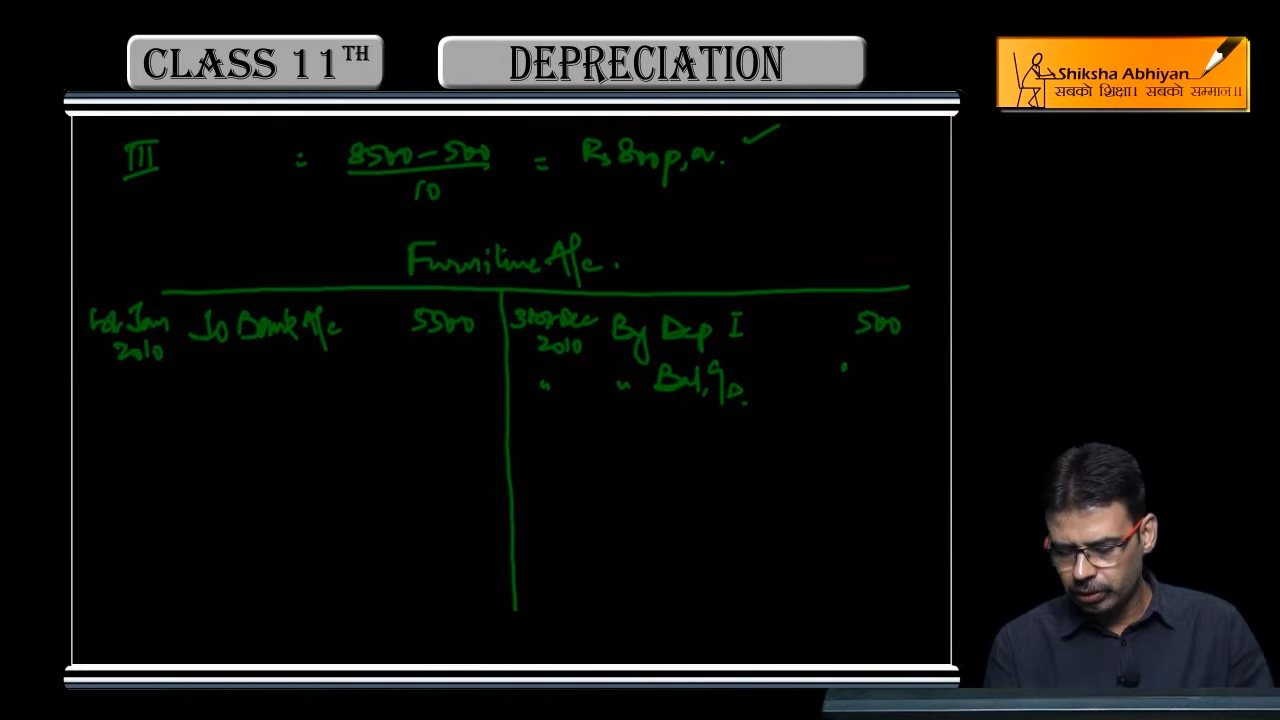 CLASS 11TH
DEPRECIATION
Shiksha Abhiyan
सबको शिक्षा। सबको सम्मान।।
III : 8500 - 500 / 10 = Rs 800 p.a. ✓
Furniture A/c.
1st Jan 2010 To Bank A/c 5500
31st Dec 2010 By Dep I 500
" " Bal. c/D.